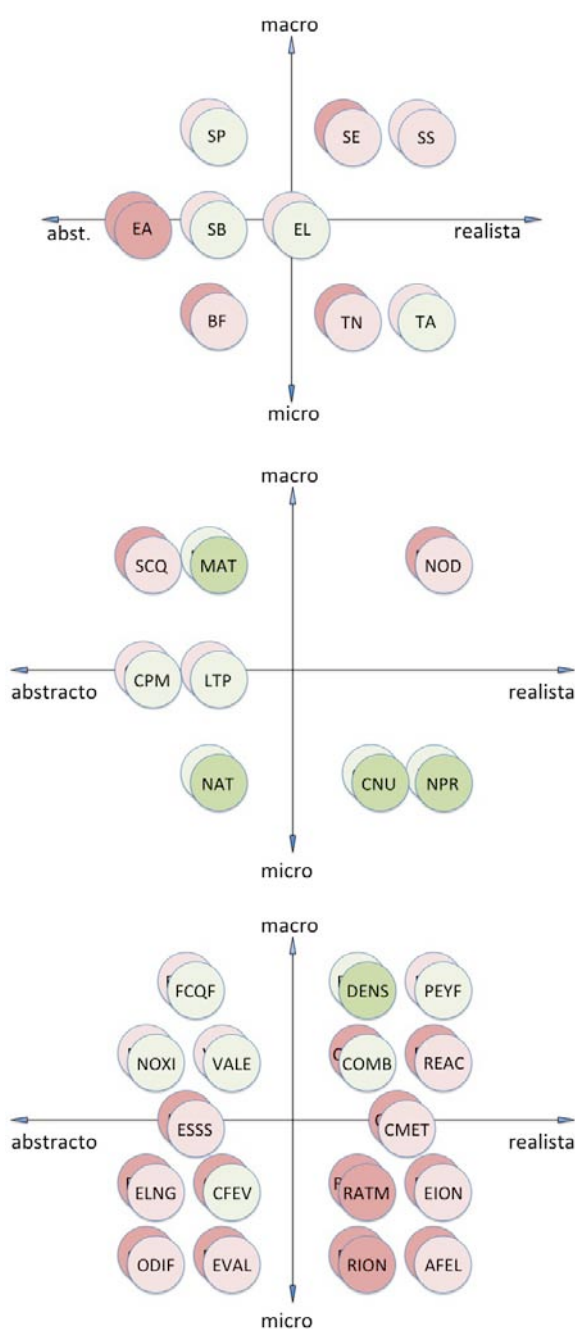 macro
SP SE SS
EA SB EL
abst. realista
BF TN TA
micro
macro
SCQ MAT NOD
CPM LTP
abstracto realista
NAT CNU NPR
micro
macro
FCQF DENS PEYF
NOXI VALE COMB REAC
ESSS CMET
abstracto realista
ELNG CFEV RATM EION
ODIF EVAL RION AFEL
micro